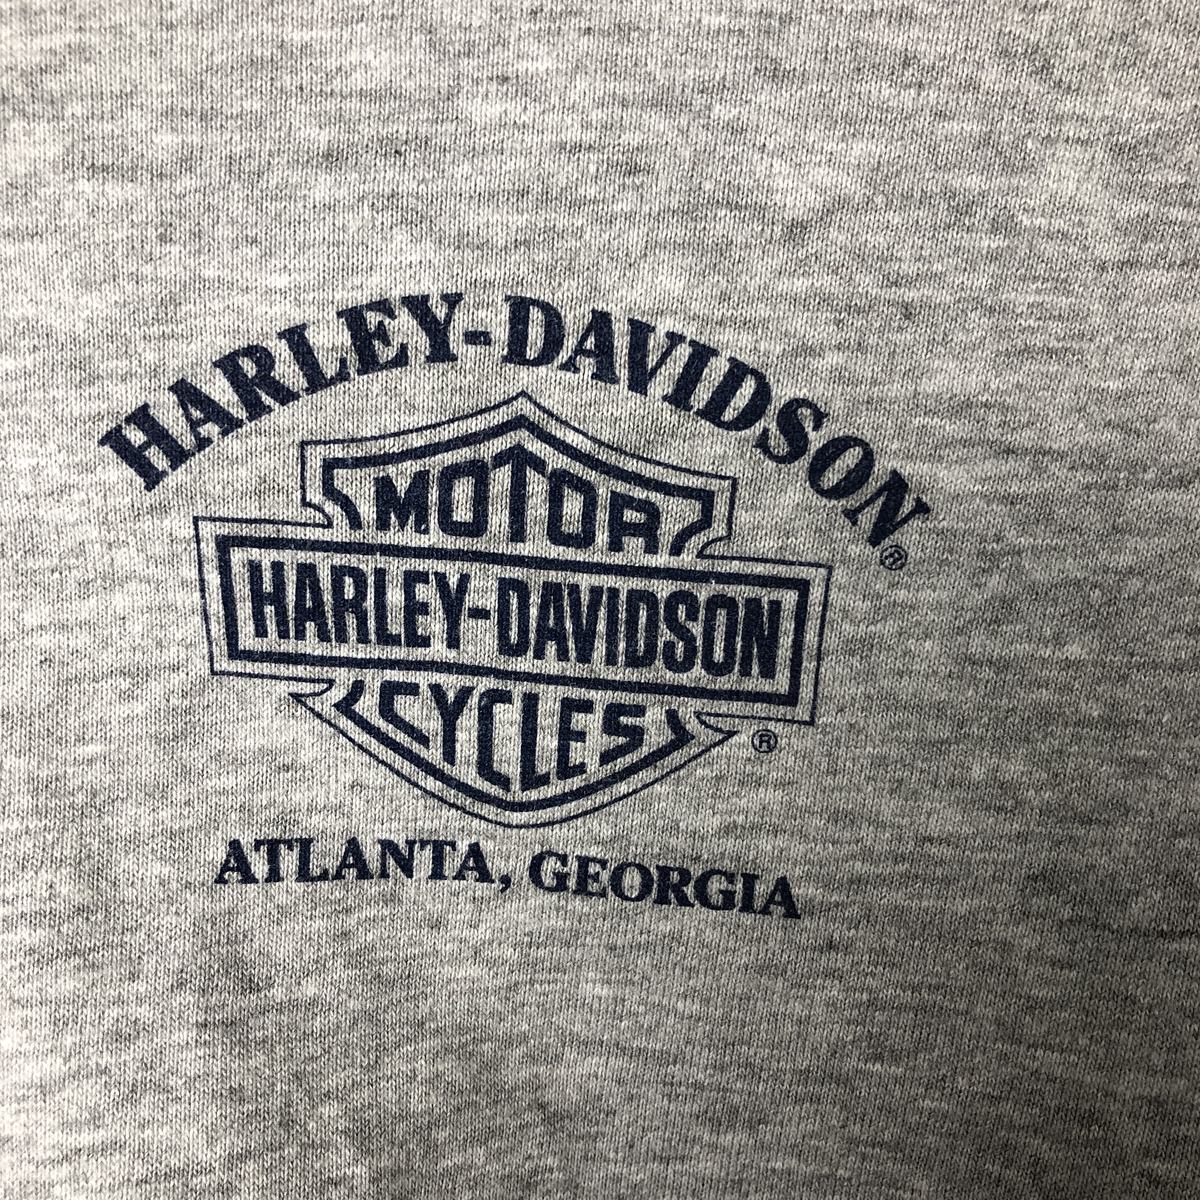 HARLEY-DAVIDSON®
MOTOR
HARLEY-DAVIDSON
CYCLES
®
ATLANTA, GEORGIA